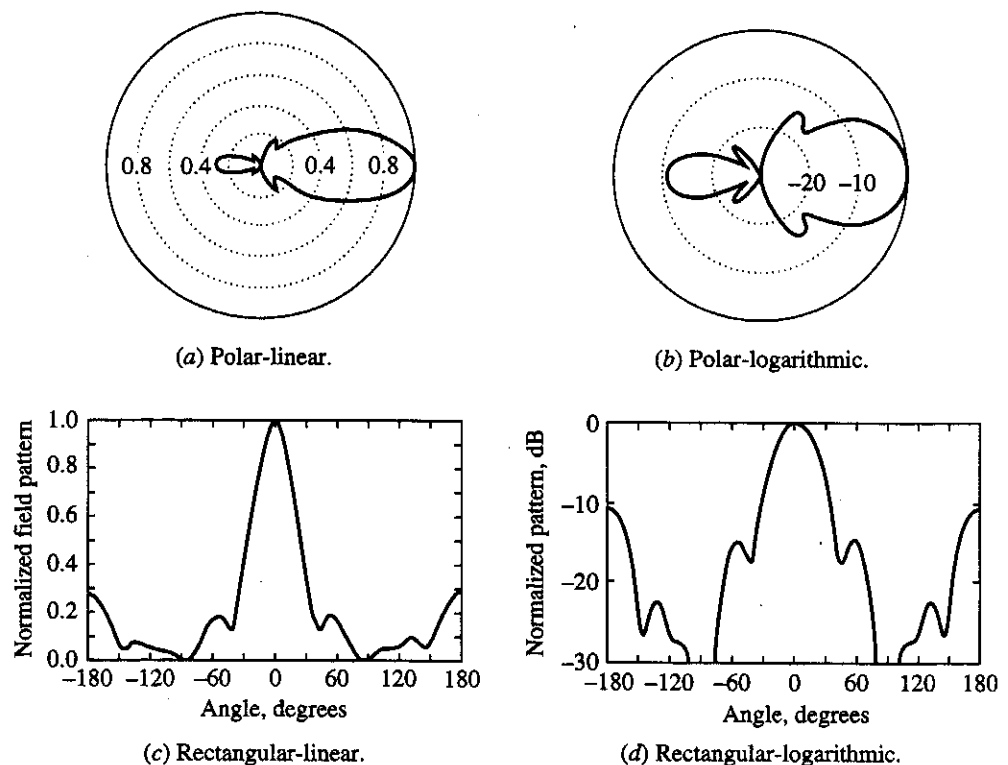 0.8 0.4 0.4 0.8
(a) Polar-linear.
–20 –10
(b) Polar-logarithmic.
Normalized field pattern
1.0
0.8
0.6
0.4
0.2
0.0
–180 –120 –60 0 60 120 180
Angle, degrees
(c) Rectangular-linear.
Normalized pattern, dB
0
–10
–20
–30
–180 –120 –60 0 60 120 180
Angle, degrees
(d) Rectangular-logarithmic.